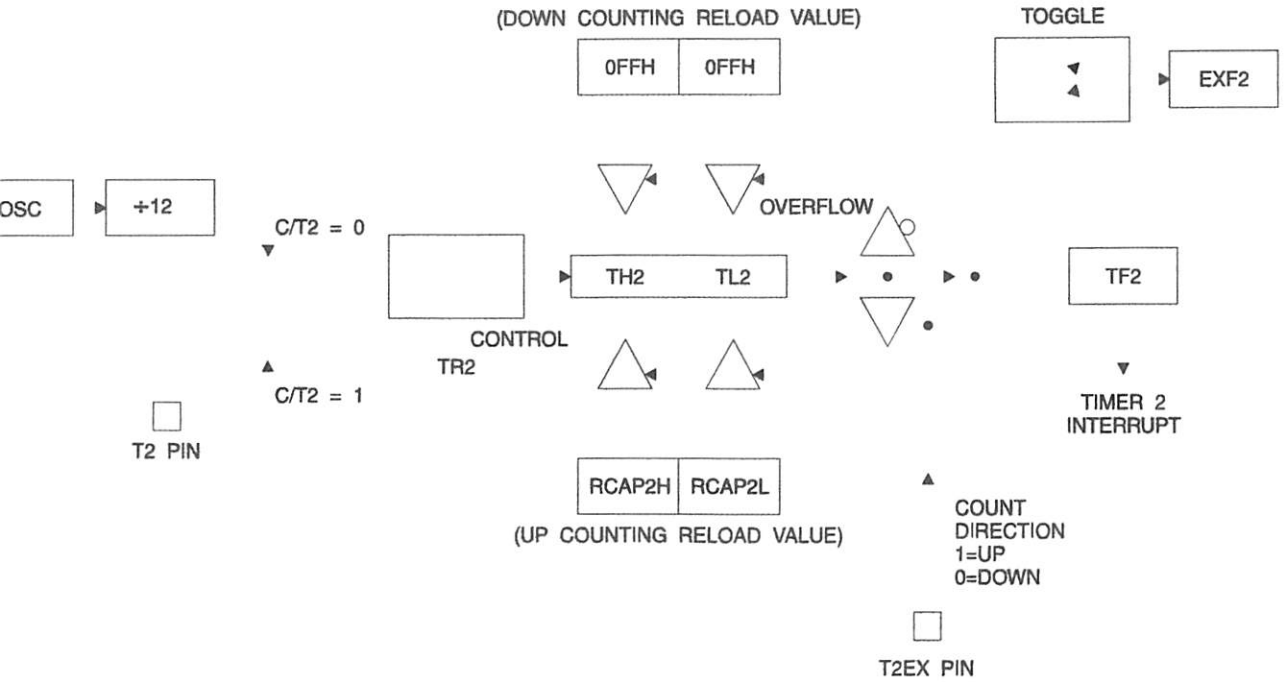 (DOWN COUNTING RELOAD VALUE)
TOGGLE
0FFH 0FFH
EXF2
OSC
÷12
C/T2 = 0
OVERFLOW
TH2 TL2
TF2
CONTROL
TR2
C/T2 = 1
TIMER 2
INTERRUPT
T2 PIN
RCAP2H RCAP2L
(UP COUNTING RELOAD VALUE)
COUNT
DIRECTION
1=UP
0=DOWN
T2EX PIN